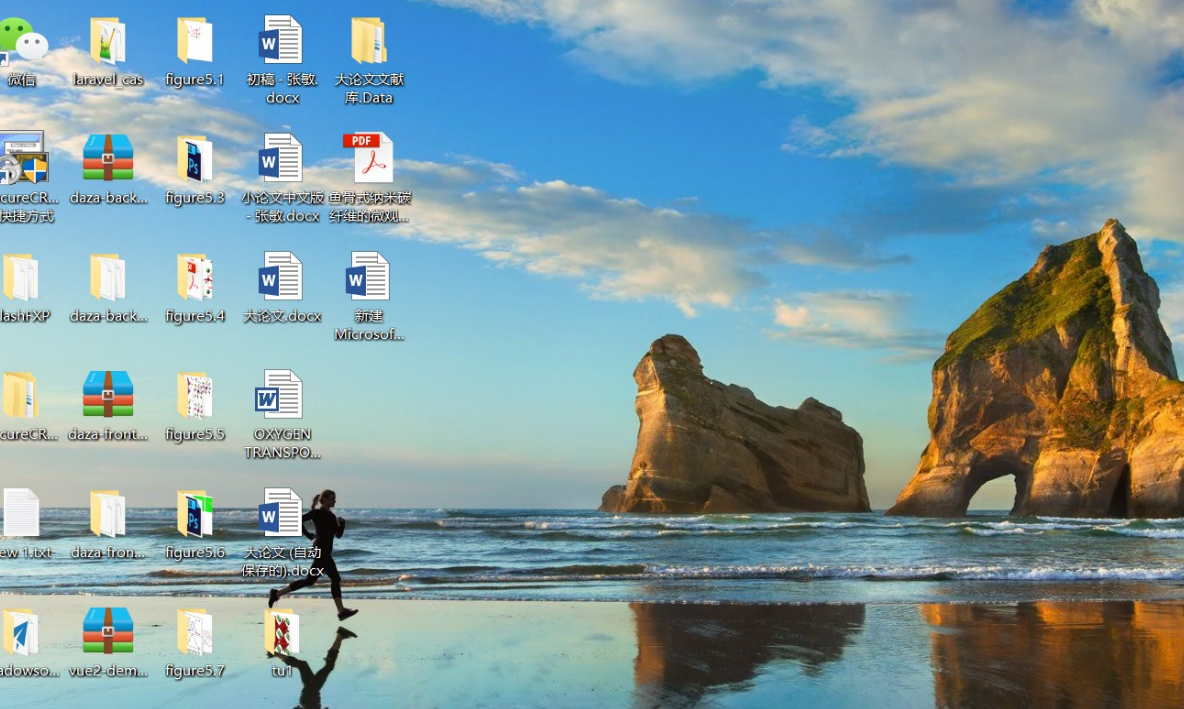 微信
laravel_cas
figure5.1
初稿 - 张敏.
docx
大论文文献
库.Data
PDF
cureCR...
快捷方式
daza-back...
figure5.3
小论文中文版
- 张敏.docx
鱼骨式纳米碳
纤维的微观...
lashFXP
daza-back...
figure5.4
大论文.docx
新建
Microsof...
cureCR...
daza-front...
figure5.5
OXYGEN
TRANSPO...
ew 1.txt
daza-fron...
figure5.6
大论文 (自动
保存的).docx
adowso...
vue2-dem...
figure5.7
tu1